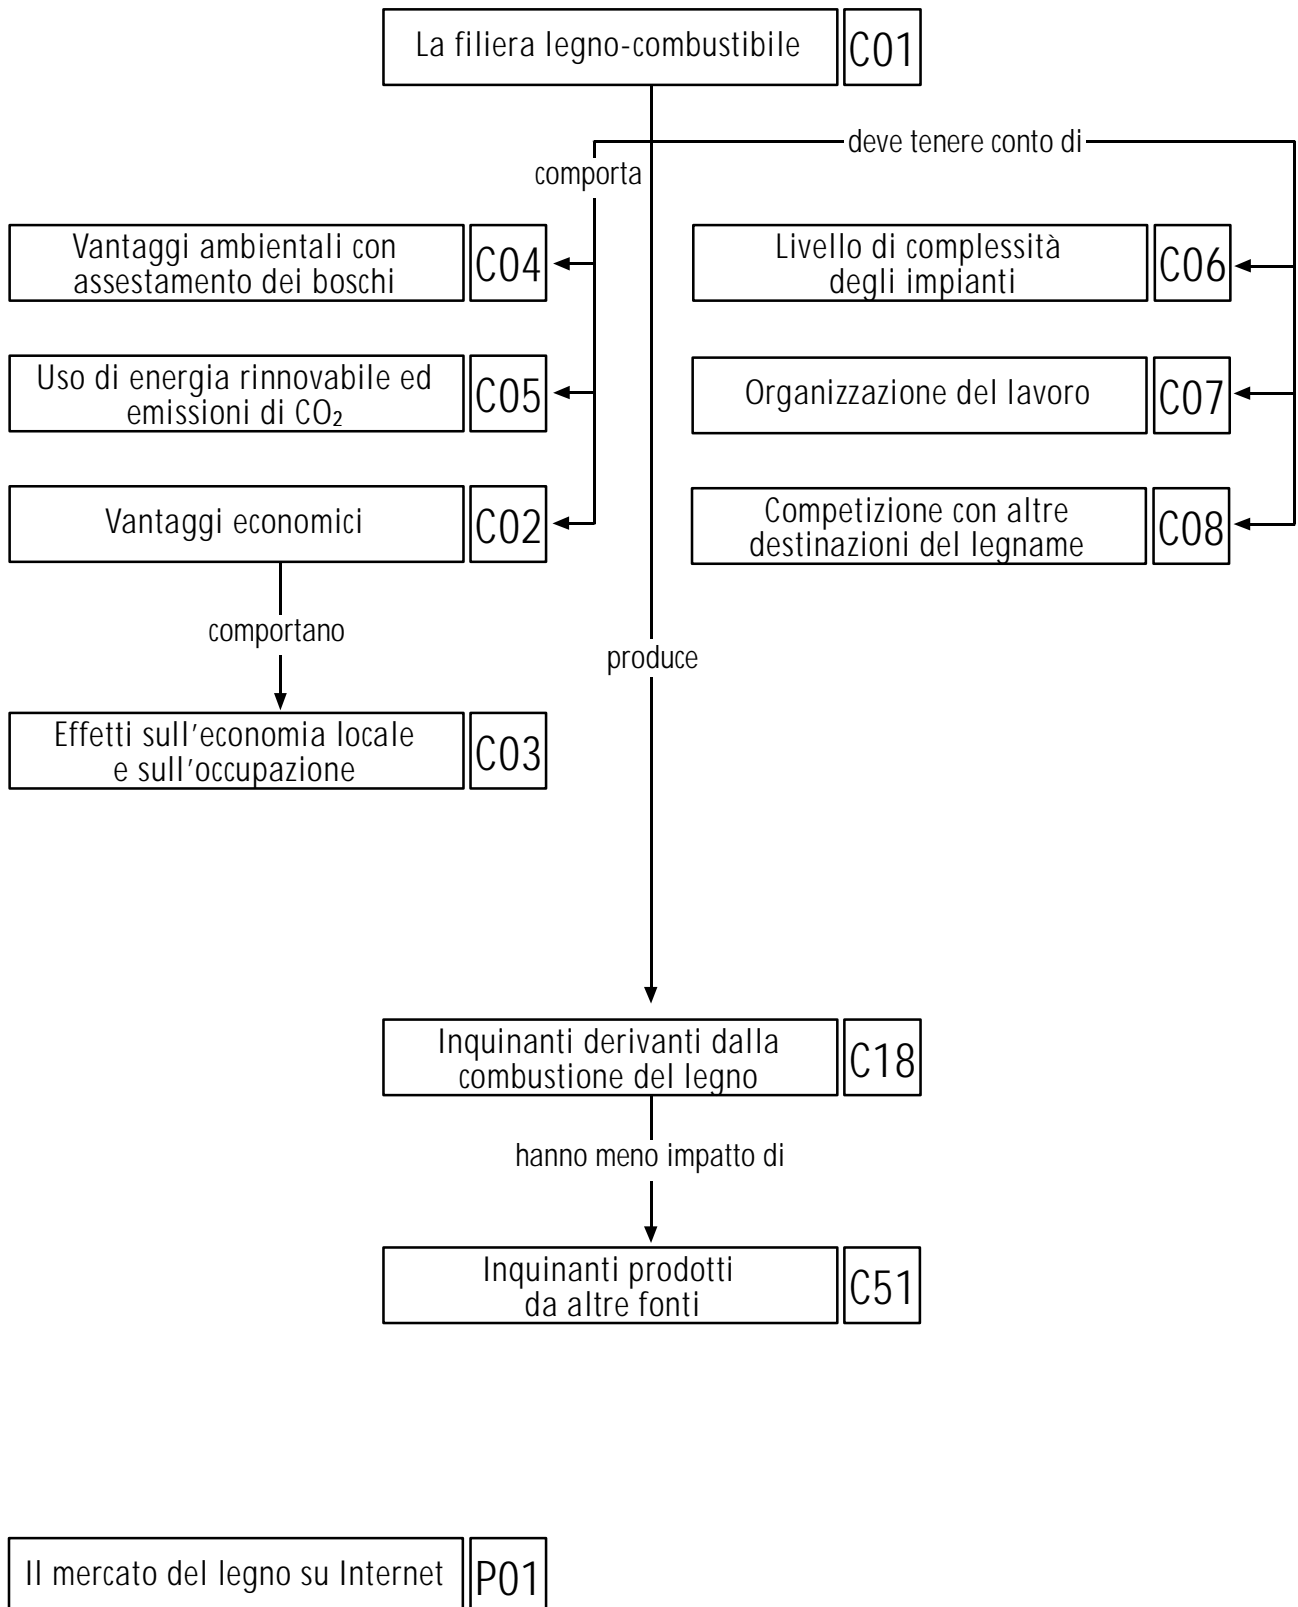 La filiera legno-combustibile
C01
deve tenere conto di
comporta
Vantaggi ambientali con
assestamento dei boschi
C04
Livello di complessità
degli impianti
C06
Uso di energia rinnovabile ed
emissioni di CO₂
C05
Organizzazione del lavoro
C07
Vantaggi economici
C02
Competizione con altre
destinazioni del legname
C08
comportano
produce
Effetti sull'economia locale
e sull'occupazione
C03
Inquinanti derivanti dalla
combustione del legno
C18
hanno meno impatto di
Inquinanti prodotti
da altre fonti
C51
Il mercato del legno su Internet
P01